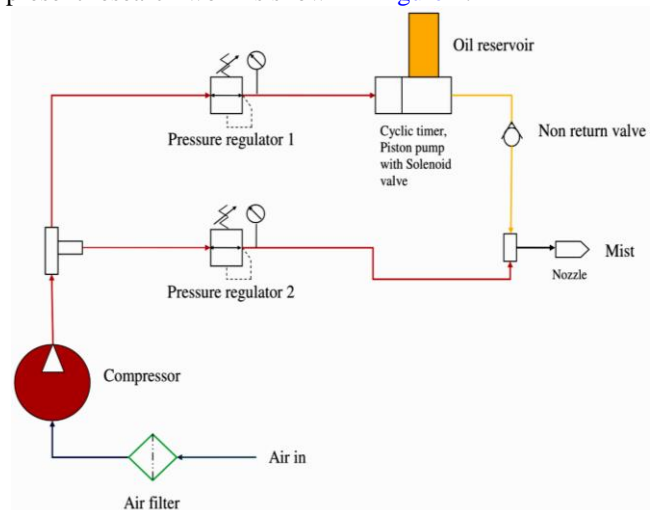 Oil reservoir
Pressure regulator 1
Cyclic timer,
Piston pump
with Solenoid
valve
Non return valve
Pressure regulator 2
Mist
Nozzle
Compressor
Air in
Air filter